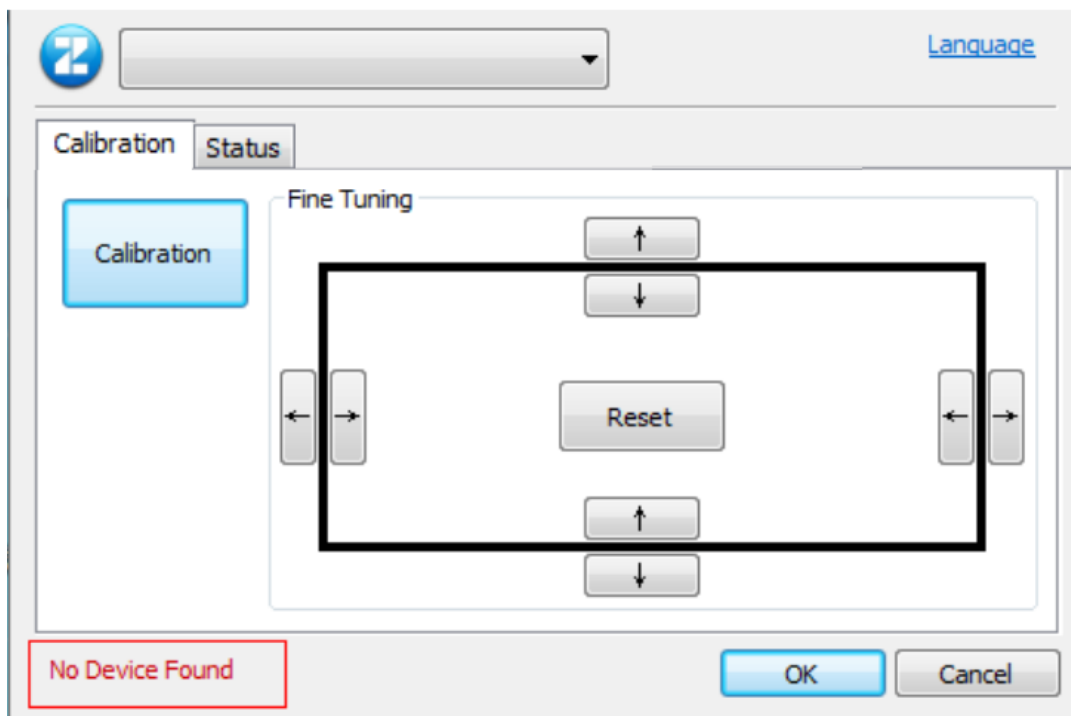 Language
Calibration
Status
Fine Tuning
Calibration
↑
↓
← → Reset ← →
↑
↓
No Device Found
OK
Cancel